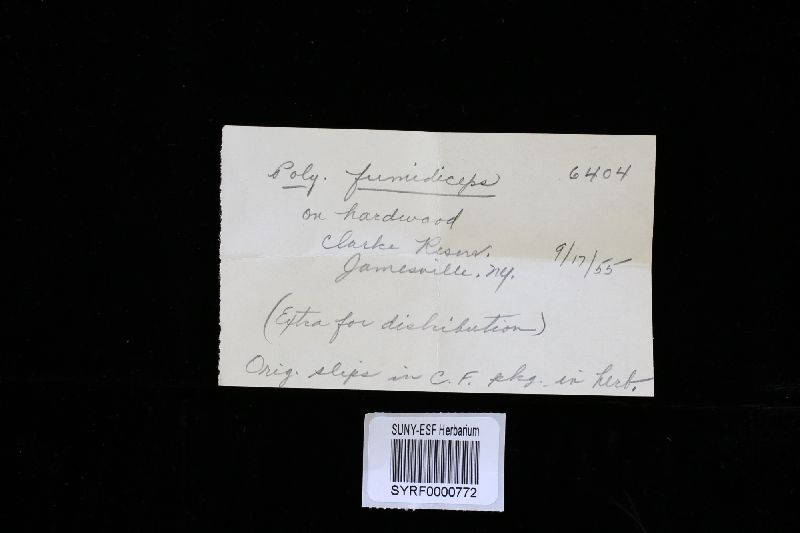 Poly. fumidiceps 6404
on hardwood
Clarke Reserv. 9/17/55
Jamesville. NY.
(Extra for distribution)
Orig. slips in C. F. pkg. in herb.
SUNY-ESF Herbarium
SYRF0000772